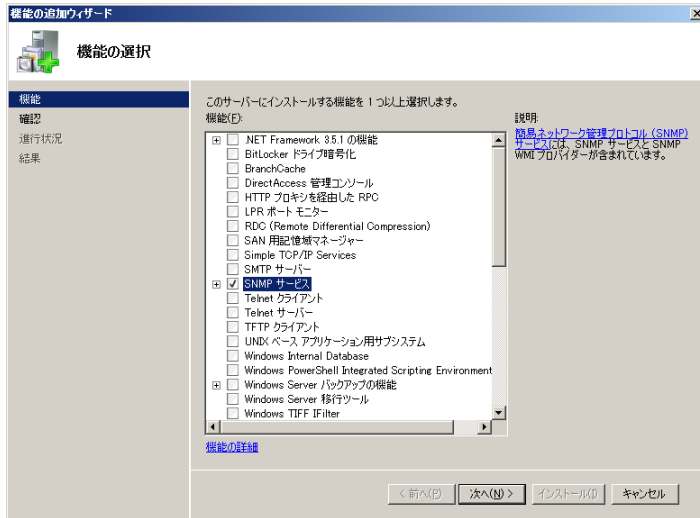 機能の追加ウィザード
機能の選択
機能
確認
進行状況
結果
このサーバーにインストールする機能を 1 つ以上選択します。
機能(F):
.NET Framework 3.5.1 の機能
BitLocker ドライブ暗号化
BranchCache
DirectAccess 管理コンソール
HTTP プロキシを経由した RPC
LPR ポート モニター
RDC (Remote Differential Compression)
SAN 用記憶域マネージャー
Simple TCP/IP Services
SMTP サーバー
SNMP サービス
Telnet クライアント
Telnet サーバー
TFTP クライアント
UNIX ベース アプリケーション用サブシステム
Windows Internal Database
Windows PowerShell Integrated Scripting Environment
Windows Server バックアップの機能
Windows Server 移行ツール
Windows TIFF IFilter
説明:
簡易ネットワーク管理プロトコル (SNMP)
サービスには、SNMP サービスと SNMP
WMI プロバイダーが含まれています。
機能の詳細
< 前へ(P)
次へ(N) >
インストール(I)
キャンセル